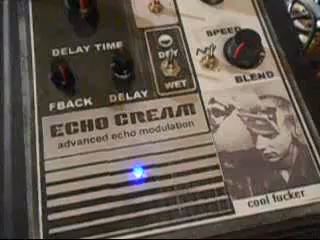 SPEED
DELAY TIME
DRY
WET
BLEND
FBACK DELAY
ECHO CREAM
advanced echo modulation
cool fucker